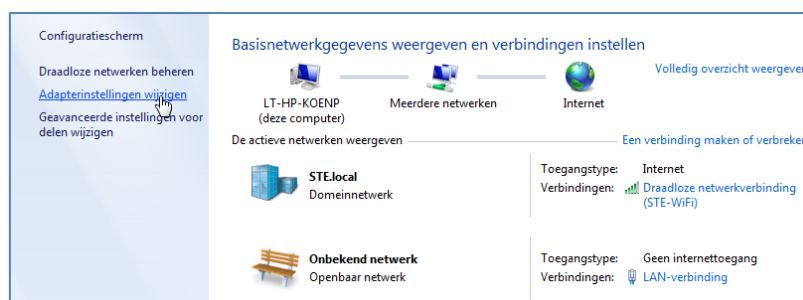 Configuratiescherm
Draadloze netwerken beheren
Adapterinstellingen wijzigen
Geavanceerde instellingen voor
delen wijzigen
Basisnetwerkgegevens weergeven en verbindingen instellen
Volledig overzicht weergeven
LT-HP-KOENP
(deze computer)
Meerdere netwerken
Internet
De actieve netwerken weergeven
Een verbinding maken of verbreken
STE.local
Domeinnetwerk
Toegangstype: Internet
Verbindingen: Draadloze netwerkverbinding
(STE-WiFi)
Onbekend netwerk
Openbaar netwerk
Toegangstype: Geen internettoegang
Verbindingen: LAN-verbinding